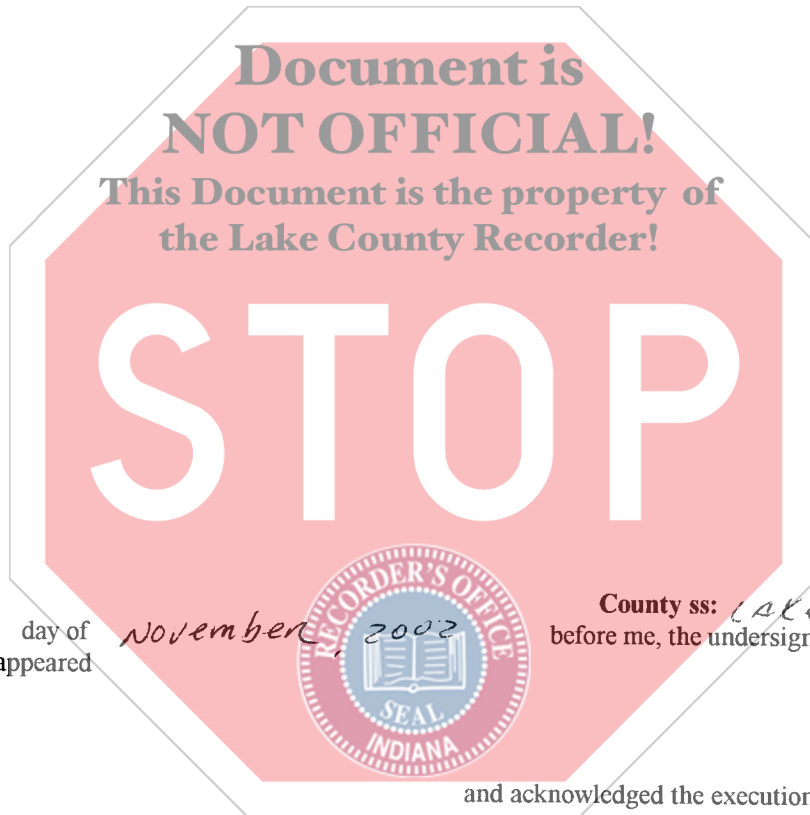 Document is
NOT OFFICIAL!
This Document is the property of
the Lake County Recorder!
STOP
County ss:
day of November, 2002 before me, the undersign
appeared
RECORDER'S OFFICE
SEAL
INDIANA
and acknowledged the execution